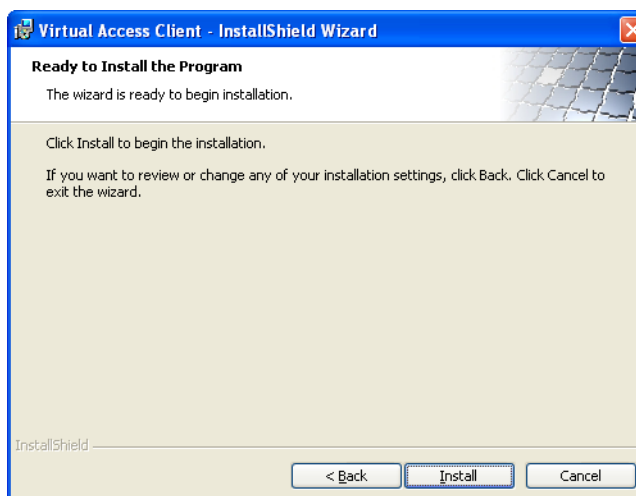 Virtual Access Client - InstallShield Wizard
Ready to Install the Program
The wizard is ready to begin installation.
Click Install to begin the installation.
If you want to review or change any of your installation settings, click Back. Click Cancel to
exit the wizard.
InstallShield
< Back Install Cancel